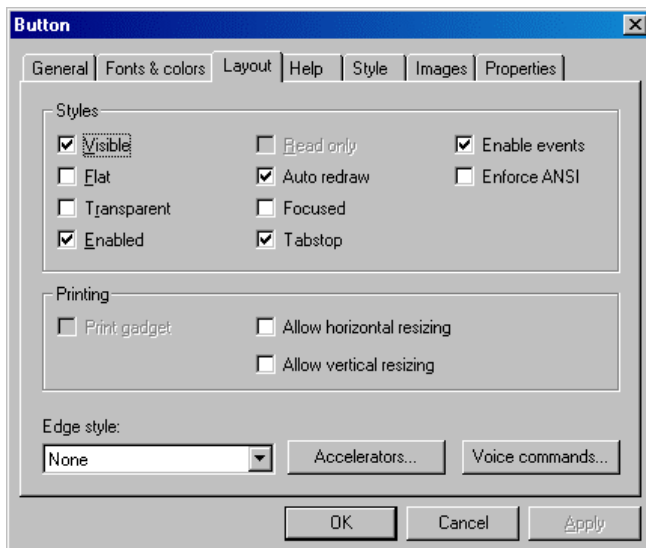 Button
General Fonts & colors Layout Help Style Images Properties
Styles
Visible Read only Enable events
Flat Auto redraw Enforce ANSI
Transparent Focused
Enabled Tabstop
Printing
Print gadget Allow horizontal resizing
Allow vertical resizing
Edge style:
None Accelerators... Voice commands...
OK Cancel Apply